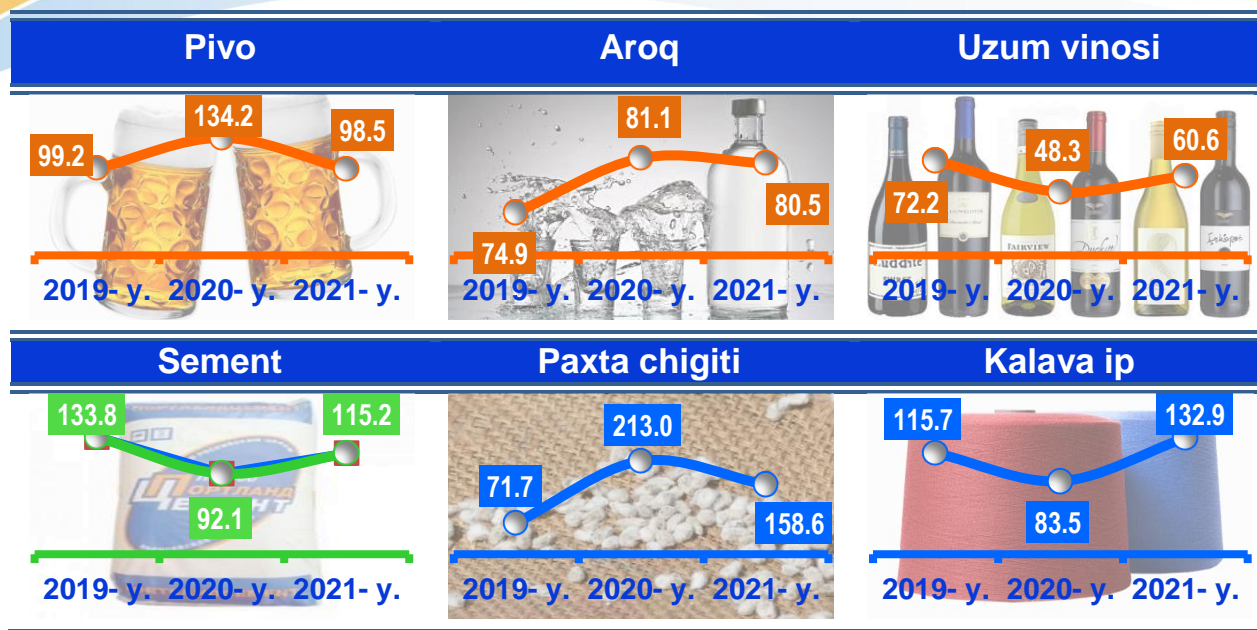 Pivo Aroq Uzum vinosi
99.2 134.2 98.5
74.9 81.1 80.5
72.2 48.3 60.6
FAIRVIEW
2019- y. 2020- y. 2021- y. 2019- y. 2020- y. 2021- y. 2019- y. 2020- y. 2021- y.
Sement Paxta chigiti Kalava ip
133.8 92.1 115.2
71.7 213.0 158.6
115.7 83.5 132.9
ПОРТЛАНД
ЦЕМЕНТ
2019- y. 2020- y. 2021- y. 2019- y. 2020- y. 2021- y. 2019- y. 2020- y. 2021- y.